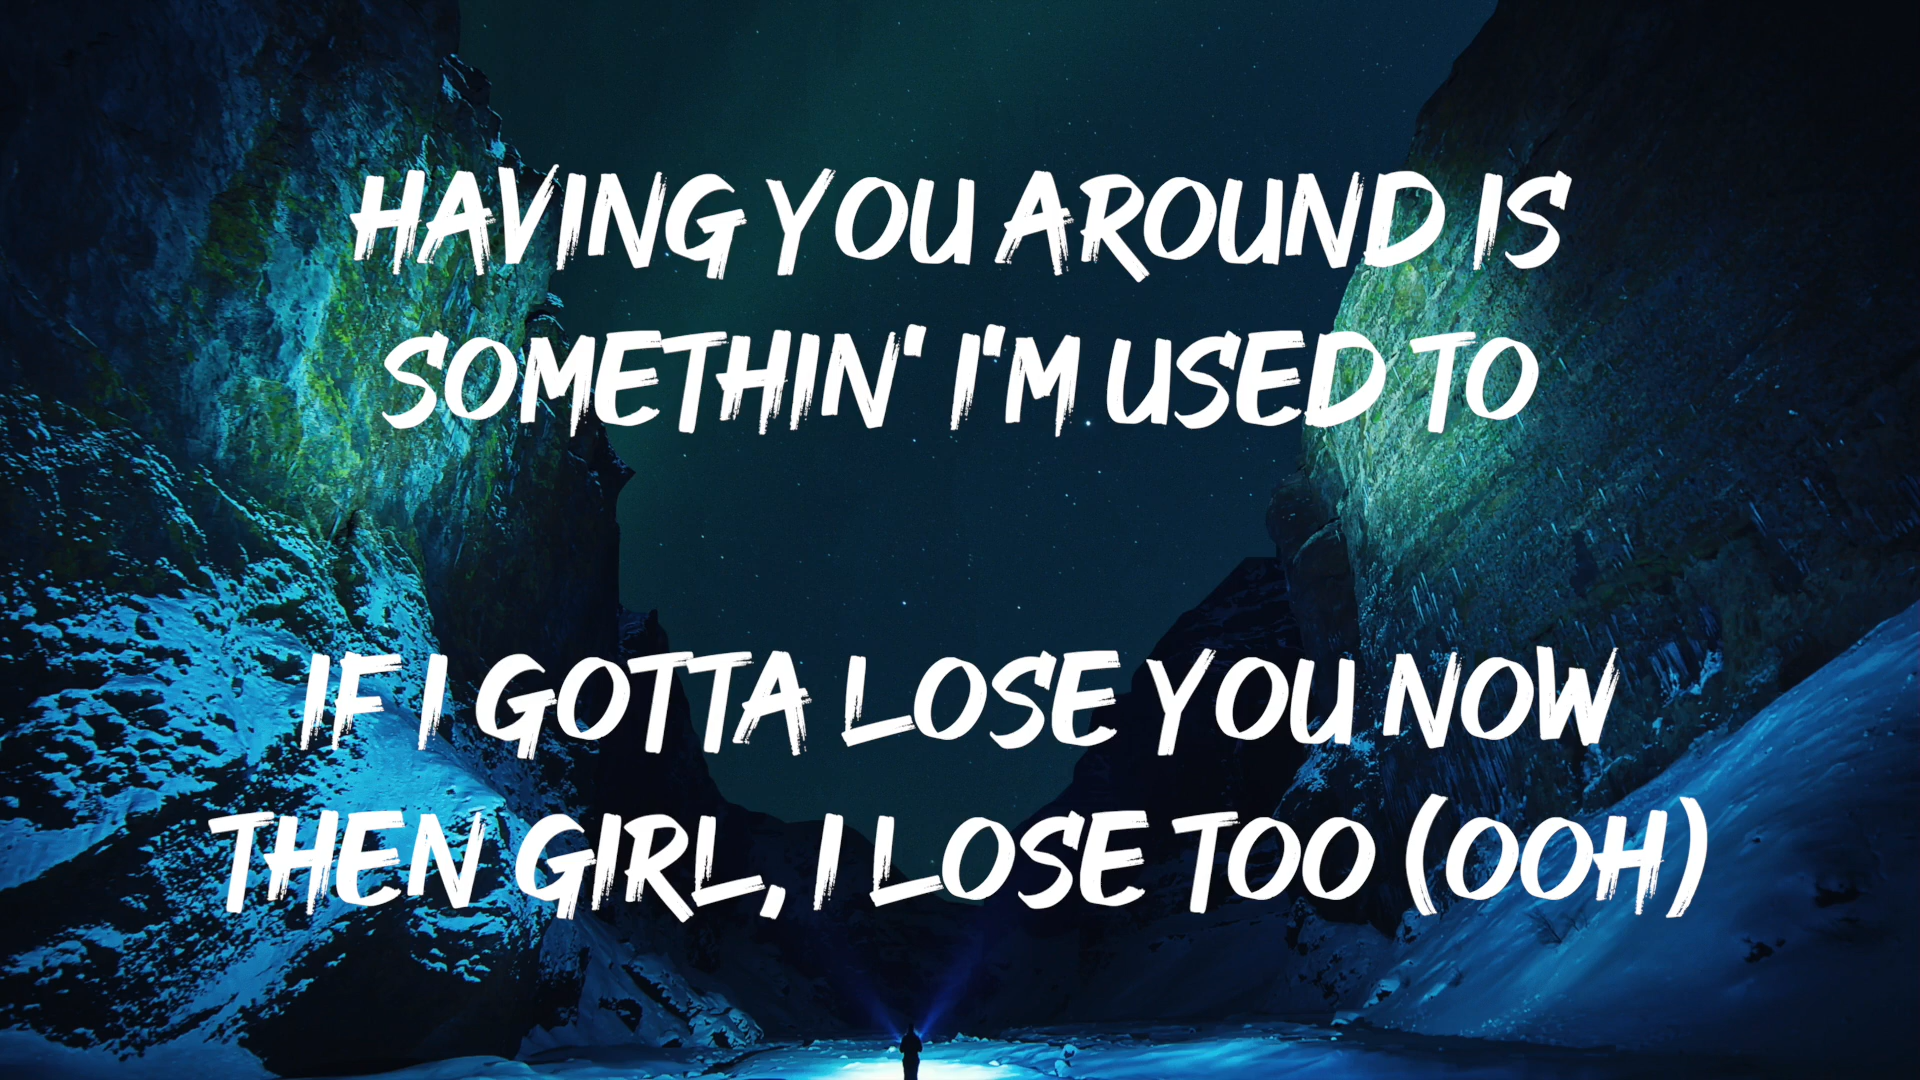 HAVING YOU AROUND IS
SOMETHIN' I'M USED TO
IF I GOTTA LOSE YOU NOW
THEN GIRL, I LOSE TOO (OOH)